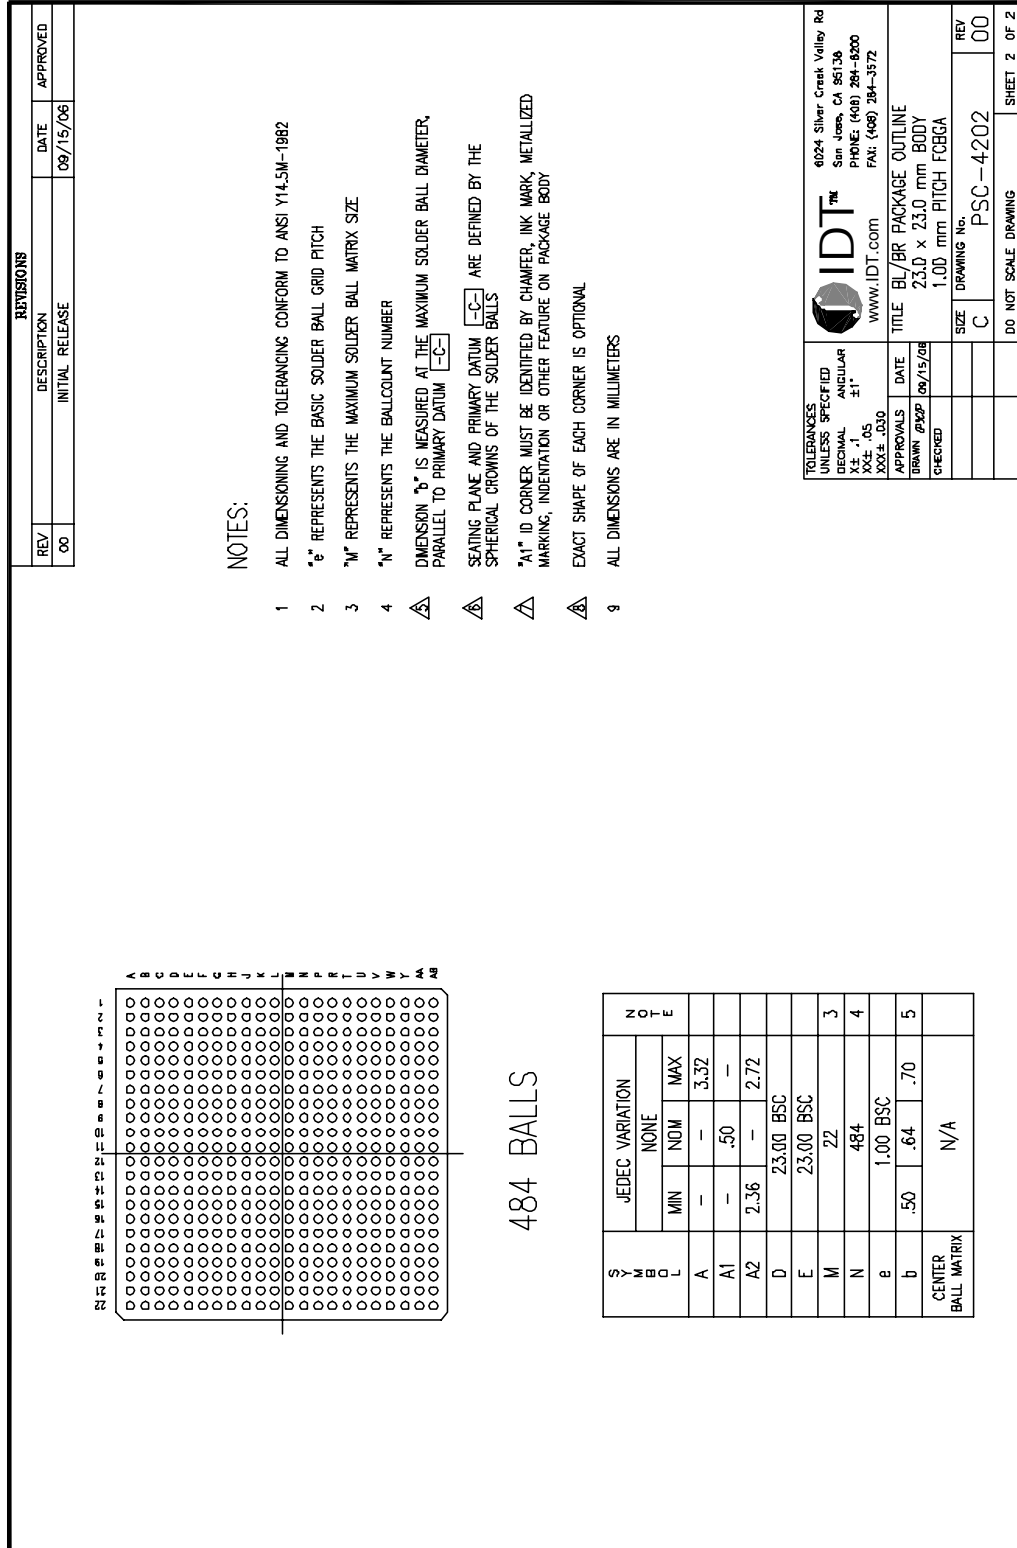 REVISIONS
REV DESCRIPTION DATE APPROVED
00 INITIAL RELEASE 09/15/06
1 2 3 4 5 6 7 8 9 10 11 12 13 14 15 16 17 18 19 20 21 22
A
B
C
D
E
F
G
H
J
K
L
M
N
P
R
T
U
V
W
Y
AA
AB
484 BALLS
NOTES:
1 ALL DIMENSIONING AND TOLERANCING CONFORM TO ANSI Y14.5M-1982
2 "e" REPRESENTS THE BASIC SOLDER BALL GRID PITCH
3 "M" REPRESENTS THE MAXIMUM SOLDER BALL MATRIX SIZE
4 "N" REPRESENTS THE BALLCOUNT NUMBER
5 DIMENSION "b" IS MEASURED AT THE MAXIMUM SOLDER BALL DIAMETER,
PARALLEL TO PRIMARY DATUM -C-
6 SEATING PLANE AND PRIMARY DATUM -C- ARE DEFINED BY THE
SPHERICAL CROWNS OF THE SOLDER BALLS
7 "A1" ID CORNER MUST BE IDENTIFIED BY CHAMFER, INK MARK, METALLIZED
MARKING, INDENTATION OR OTHER FEATURE ON PACKAGE BODY
8 EXACT SHAPE OF EACH CORNER IS OPTIONAL
9 ALL DIMENSIONS ARE IN MILLIMETERS
SYMBOL JEDEC VARIATION NOTE
NONE
MIN NOM MAX
A – – 3.32
A1 – .50 –
A2 2.36 – 2.72
D 23.00 BSC
E 23.00 BSC
M 22 3
N 484 4
e 1.00 BSC
b .50 .64 .70 5
CENTER
BALL MATRIX N/A
TOLERANCES
UNLESS SPECIFIED
DECIMAL ANGULAR
X± .1 ±1°
XX± .05
XXX± .030
APPROVALS DATE
DRAWN 09/15/06
CHECKED
IDT™
www.IDT.com
6024 Silver Creek Valley Rd
San Jose, CA 95138
PHONE: (408) 284-8200
FAX: (408) 284-3572
TITLE BL/BR PACKAGE OUTLINE
23.0 x 23.0 mm BODY
1.00 mm PITCH FCBGA
SIZE DRAWING No. REV
C PSC-4202 00
DO NOT SCALE DRAWING SHEET 2 OF 2